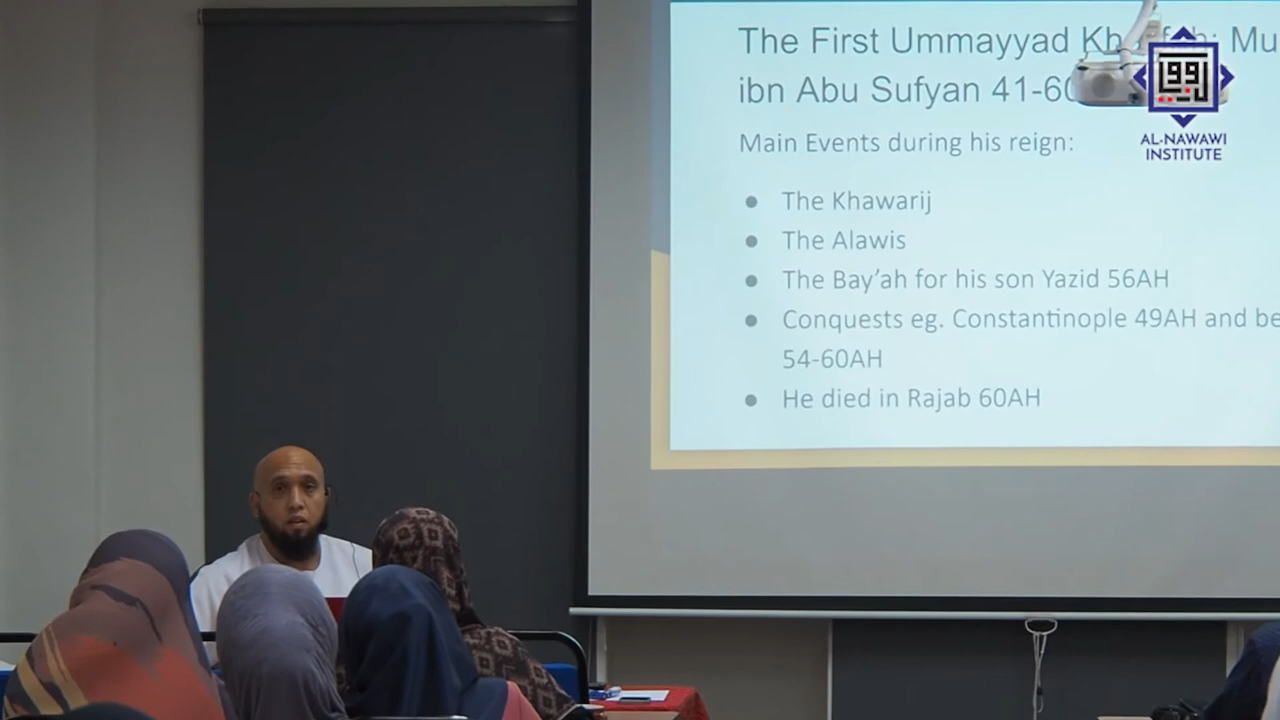 The First Ummayyad Mu
ibn Abu Sufyan 41-60
Main Events during his reign:
● The Khawarij
● The Alawis
● The Bay’ah for his son Yazid 56AH
● Conquests eg. Constantinople 49AH and be
54-60AH
● He died in Rajab 60AH
AL-NAWAWI
INSTITUTE